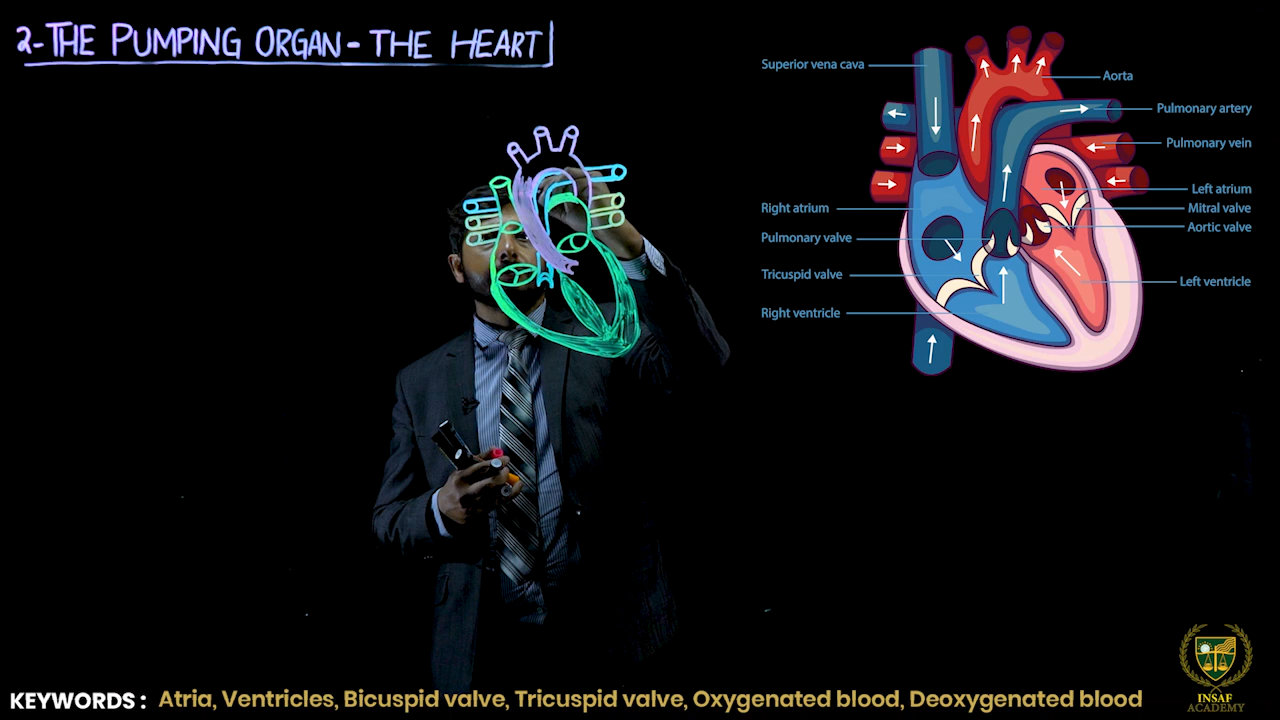 2-THE PUMPING ORGAN - THE HEART
Superior vena cava
Aorta
Pulmonary artery
Pulmonary vein
Left atrium
Right atrium
Mitral valve
Aortic valve
Pulmonary valve
Tricuspid valve
Left ventricle
Right ventricle
KEYWORDS : Atria, Ventricles, Bicuspid valve, Tricuspid valve, Oxygenated blood, Deoxygenated blood
INSAF
ACADEMY